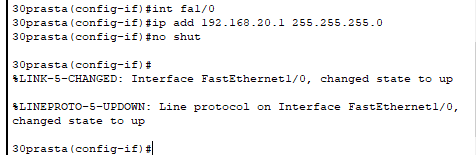 30prasta(config-if)#int fa1/0
30prasta(config-if)#ip add 192.168.20.1 255.255.255.0
30prasta(config-if)#no shut
30prasta(config-if)#
%LINK-5-CHANGED: Interface FastEthernet1/0, changed state to up
%LINEPROTO-5-UPDOWN: Line protocol on Interface FastEthernet1/0,
changed state to up
30prasta(config-if)#